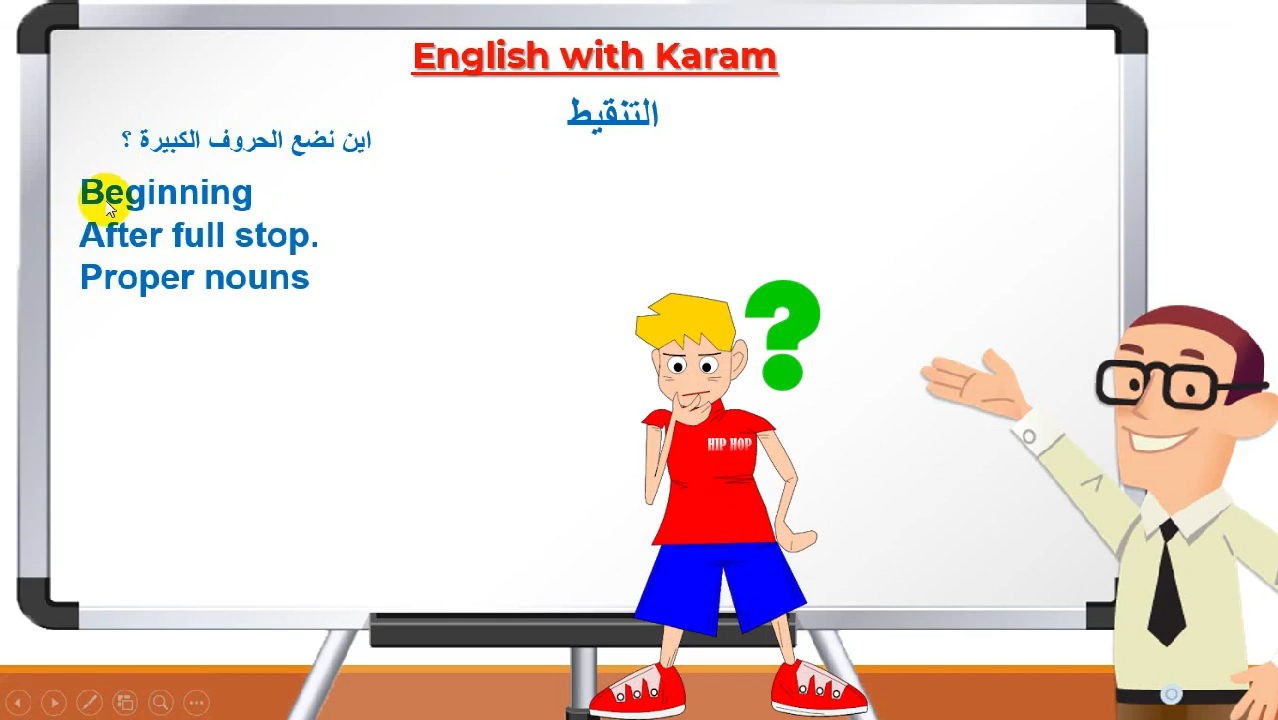 English with Karam
التنقيط
اين نضع الحروف الكبيرة ؟
Beginning
After full stop.
Proper nouns
HIP HOP